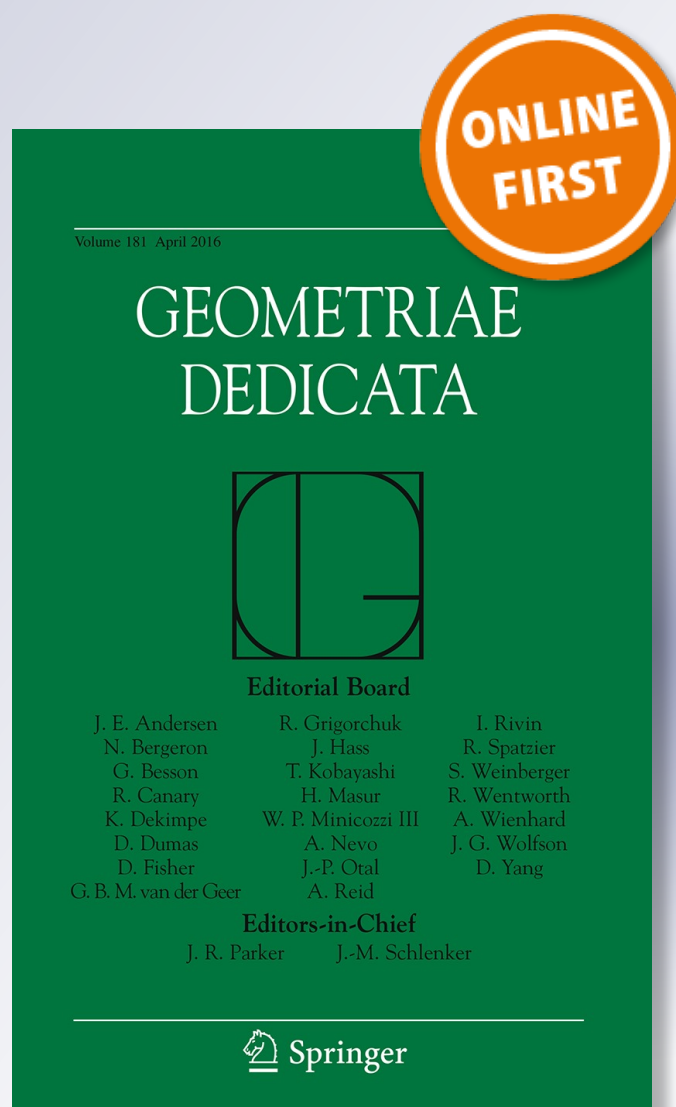 ONLINE
FIRST
Volume 181 April 2016
GEOMETRIAE
DEDICATA
Editorial Board
J. E. Andersen
N. Bergeron
G. Besson
R. Canary
K. Dekimpe
D. Dumas
D. Fisher
G. B. M. van der Geer
R. Grigorchuk
J. Hass
T. Kobayashi
H. Masur
W. P. Minicozzi III
A. Nevo
J.-P. Otal
A. Reid
I. Rivin
R. Spatzier
S. Weinberger
R. Wentworth
A. Wienhard
J. G. Wolfson
D. Yang
Editors-in-Chief
J. R. Parker J.-M. Schlenker
Springer